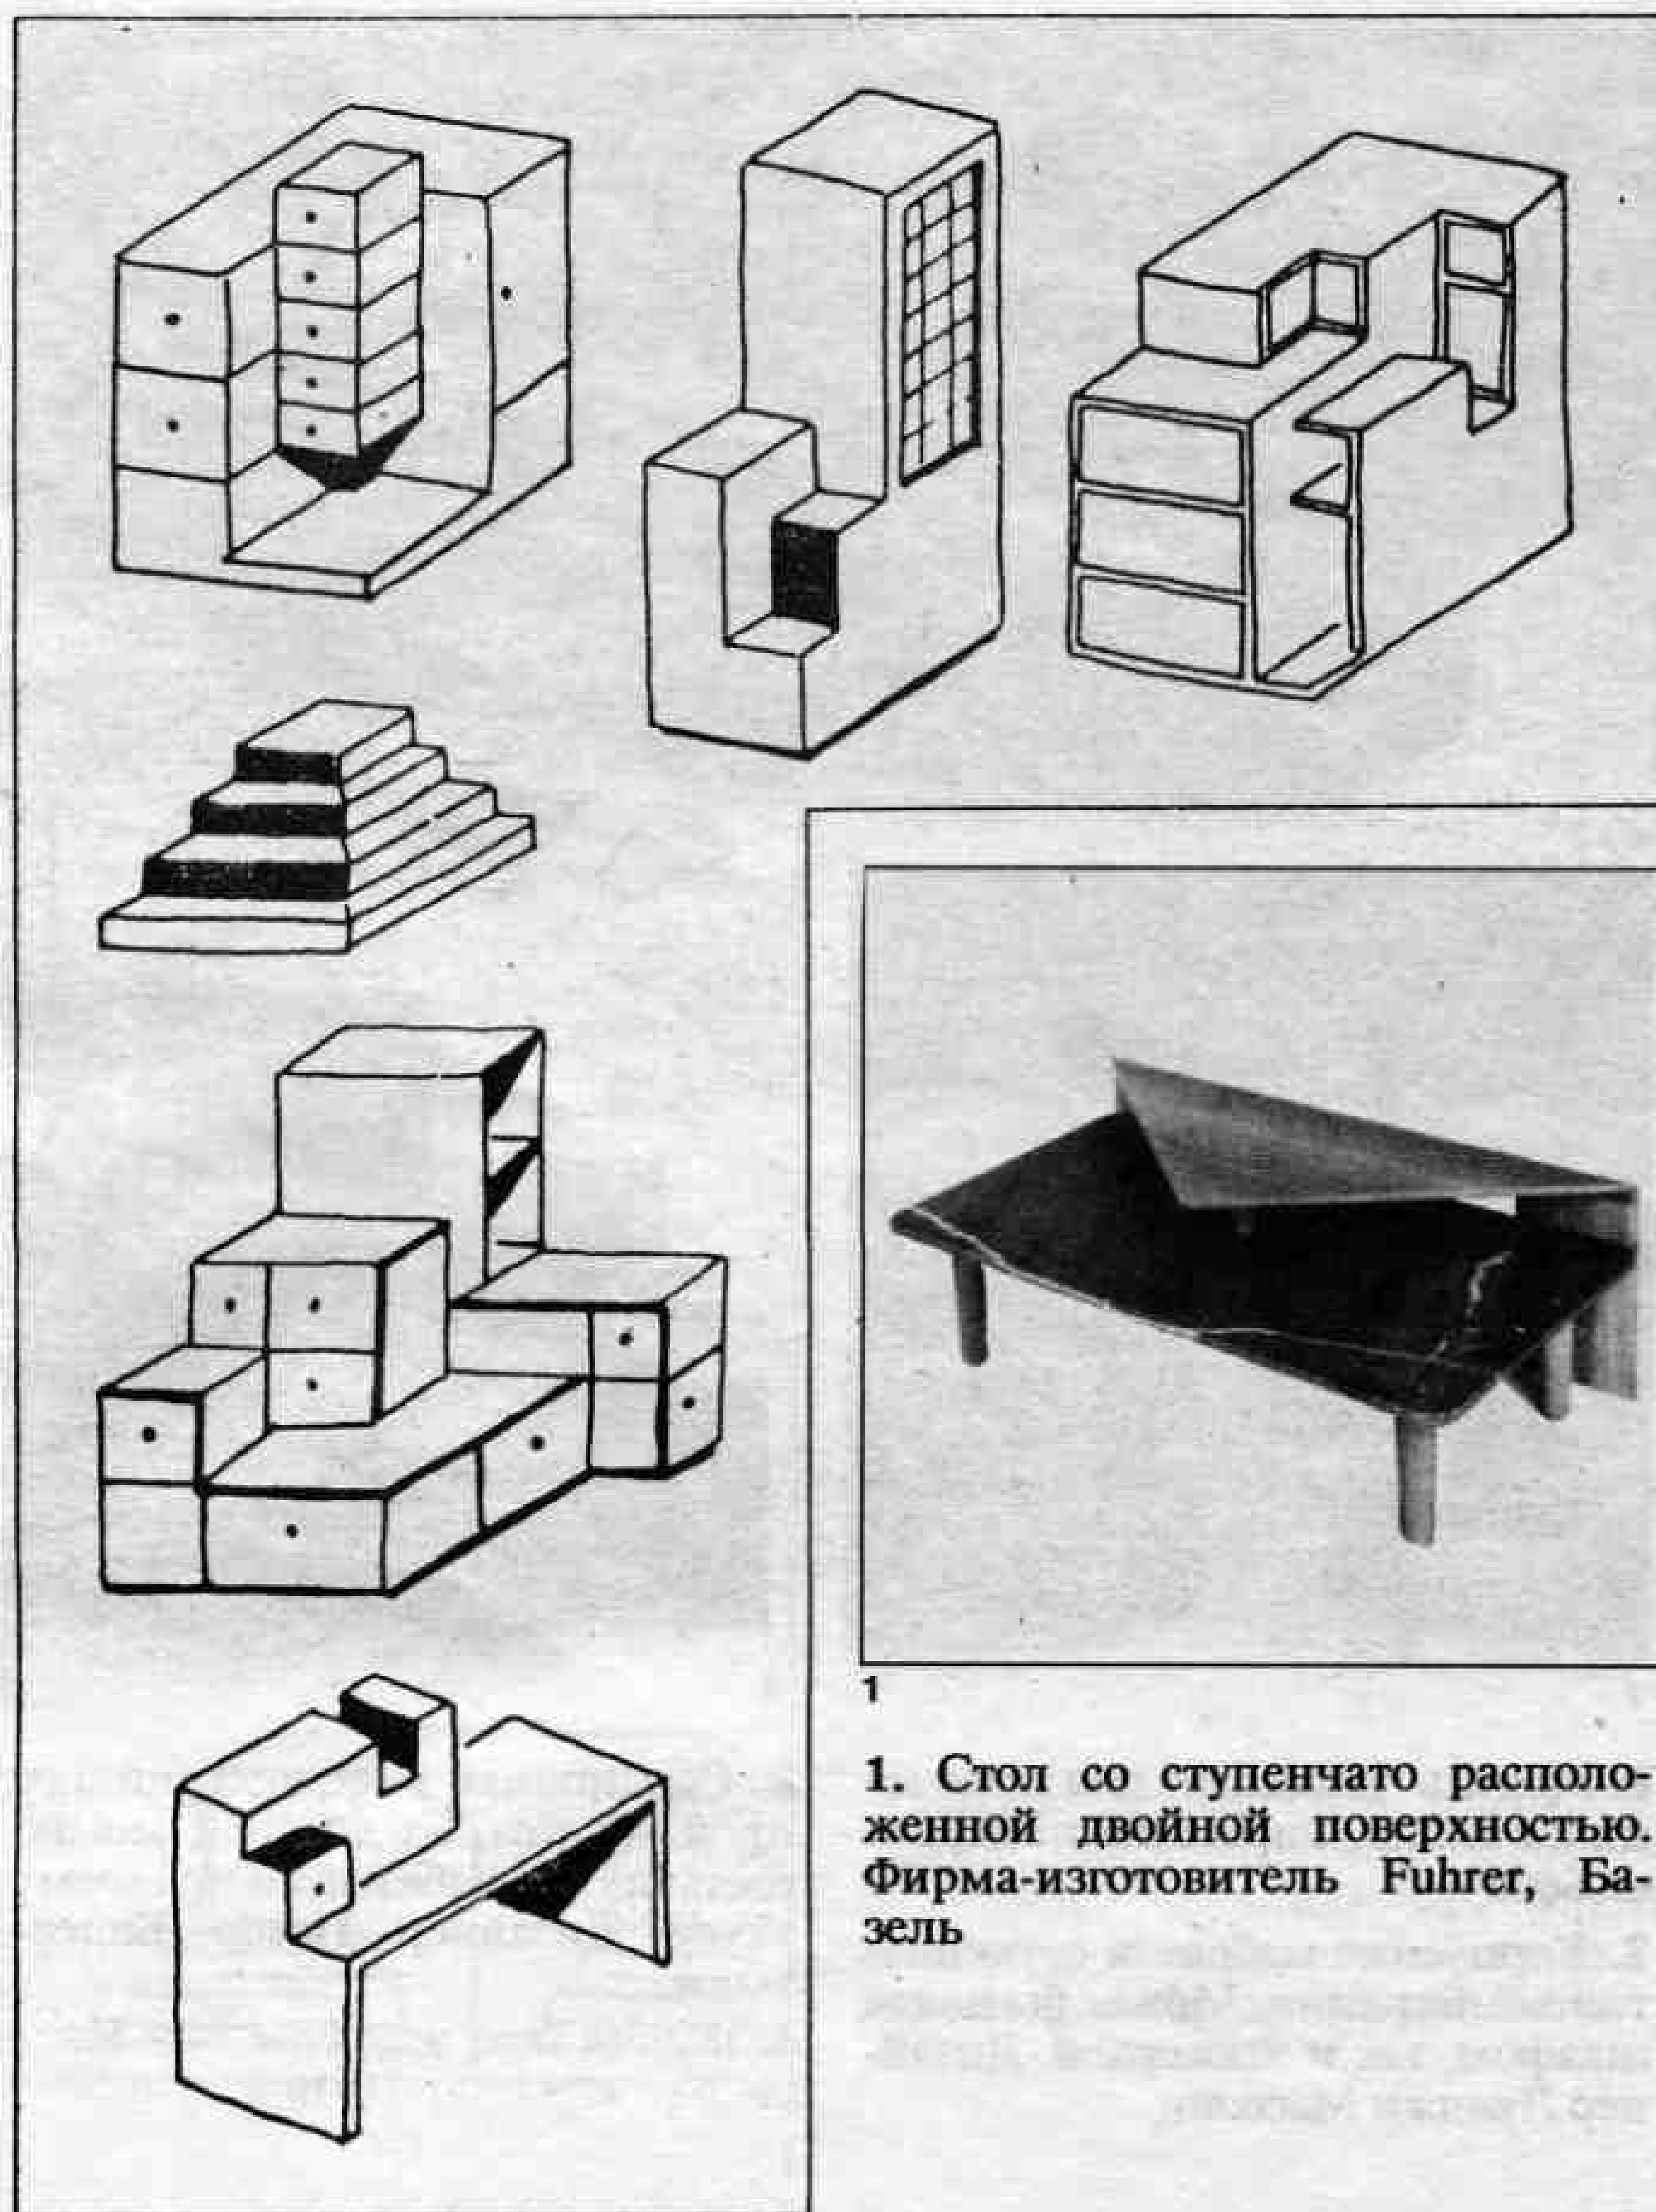 1
1. Стол со ступенчато располо-
женной двойной поверхностью.
Фирма-изготовитель Fuhrer, Ба-
зель